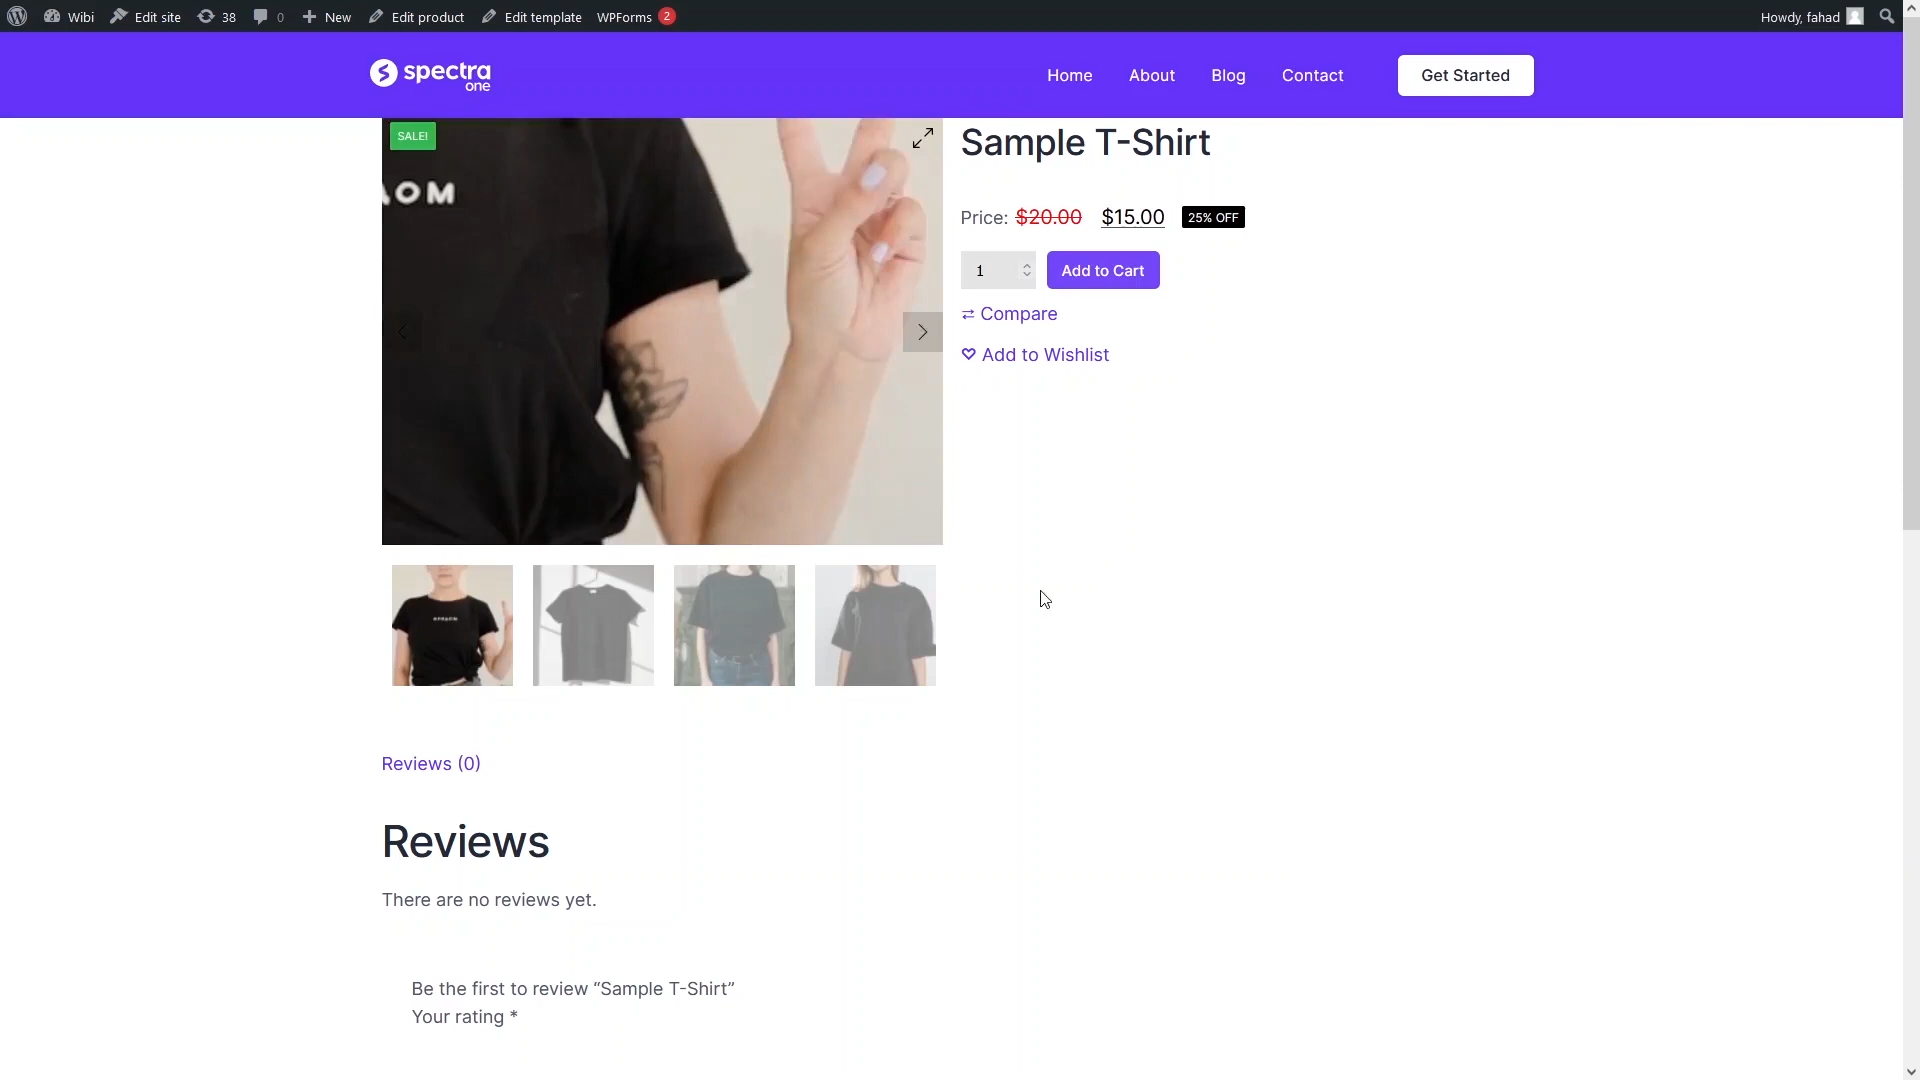 Wibi Edit site 38 0 New Edit product Edit template WPForms 2 Howdy, fahad
spectra one Home About Blog Contact Get Started
SALE!
Sample T-Shirt
Price: $20.00 $15.00 25% OFF
1 Add to Cart
Compare
Add to Wishlist
Reviews (0)
Reviews
There are no reviews yet.
Be the first to review “Sample T-Shirt”
Your rating *